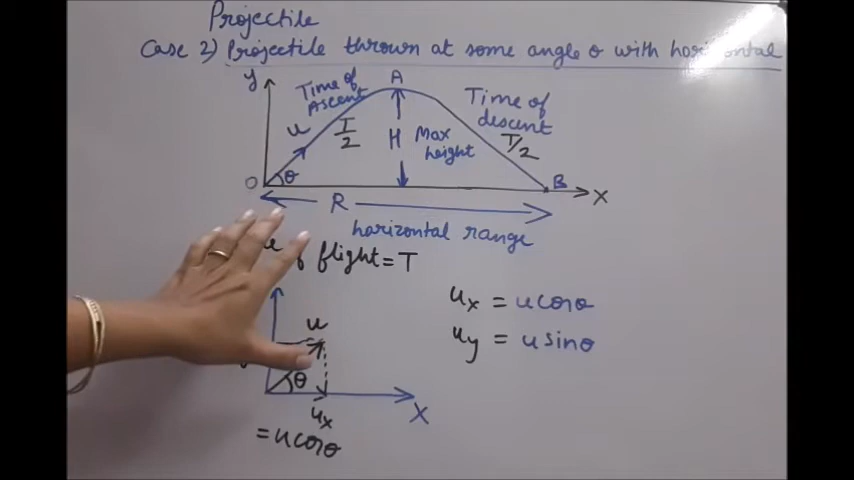 Projectile
Case 2) Projectile thrown at some angle θ with horizontal
y
Time of
Ascent
T/2
A
u
H
Max
height
Time of
descent
T/2
O
θ
B
X
R
horizontal range
of flight = T
u
θ
ux
= u cosθ
X
ux = u cosθ
uy = u sinθ